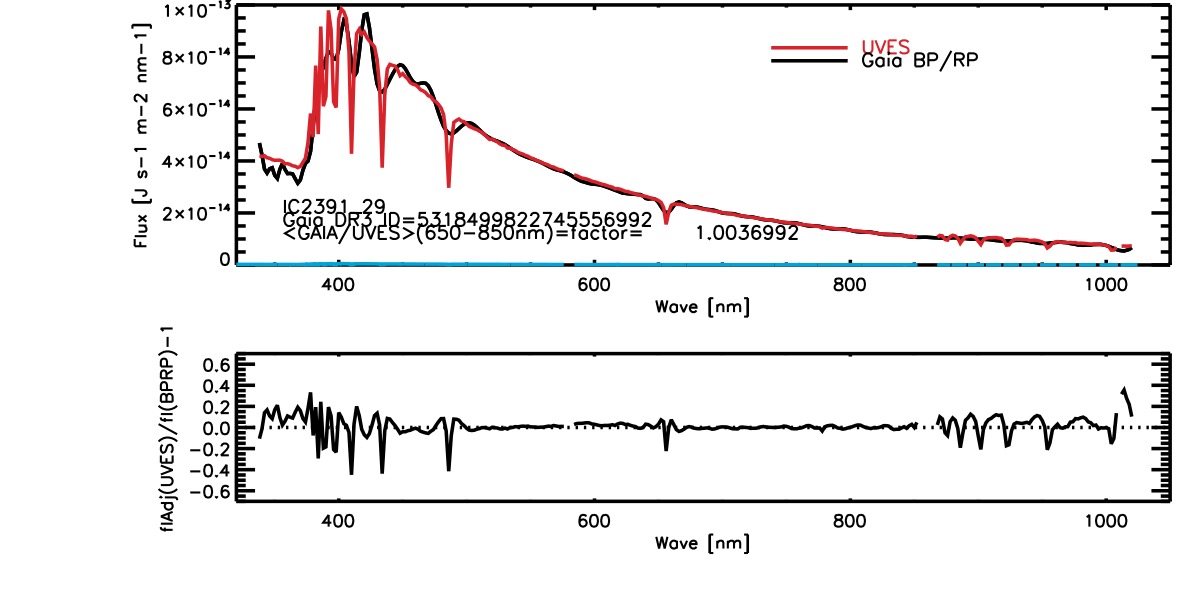 Flux [J s-1 m-2 nm-1]
1×10⁻¹³
8×10⁻¹⁴
6×10⁻¹⁴
4×10⁻¹⁴
2×10⁻¹⁴
0
UVES
Gaia BP/RP
IC2391_29
Gaia DR3 ID=5318499822745556992
<GAIA/UVES>(650-850nm)=factor= 1.0036992
400 600 800 1000
Wave [nm]
flAdj(UVES)/fl(BPRP)-1
0.6
0.4
0.2
0.0
-0.2
-0.4
-0.6
400 600 800 1000
Wave [nm]